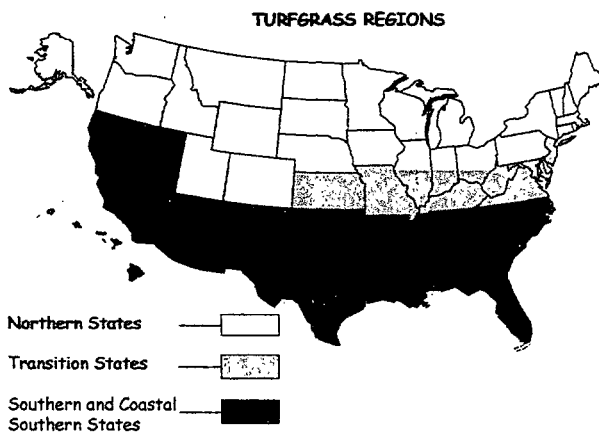 TURFGRASS REGIONS
Northern States
Transition States
Southern and Coastal
Southern States